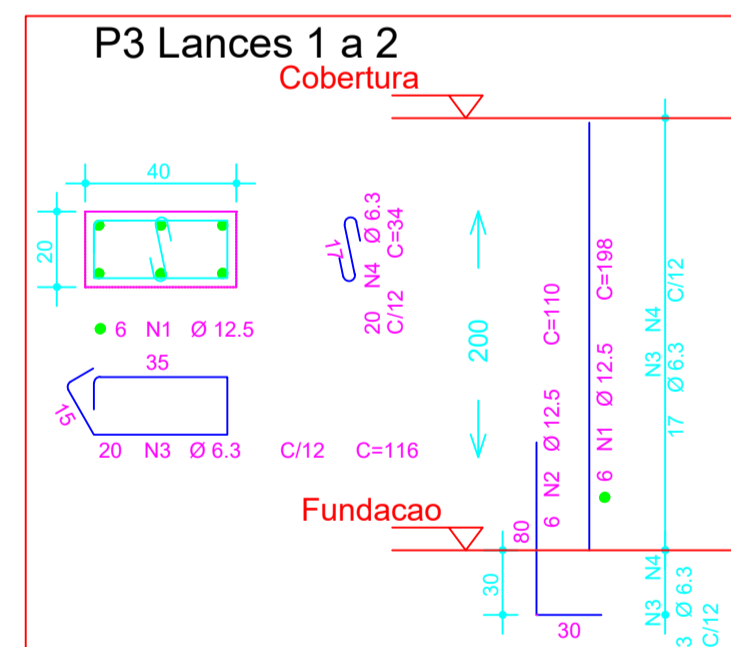 P3 Lances 1 a 2
Cobertura
40
20
6 N1 Ø 12.5
35
15
20 N3 Ø 6.3 C/12 C=116
17
20 N4 Ø 6.3
C/12 C=34
200
6 N2 Ø 12.5 C=110
6 N1 Ø 12.5 C=198
N3 N4
17 Ø 6.3 C/12
Fundacao
80
30
30
N3 N4
3 Ø 6.3
C/12